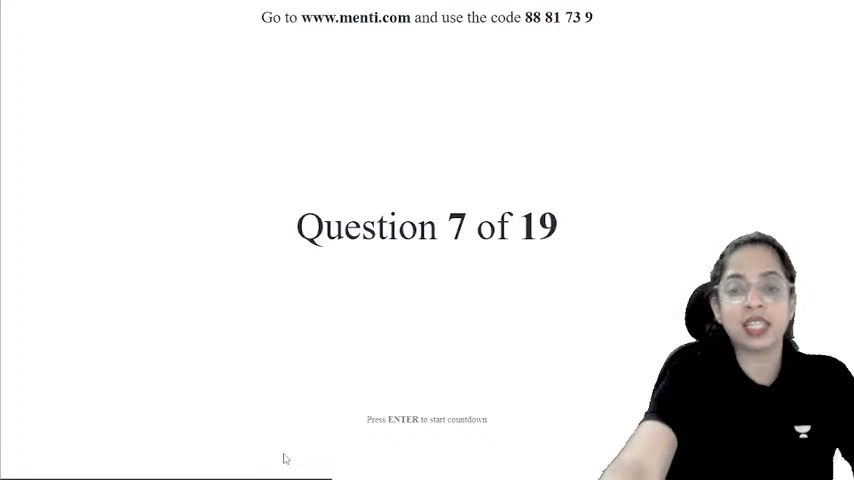 Go to www.menti.com and use the code 88 81 73 9
Question 7 of 19
Press ENTER to start countdown